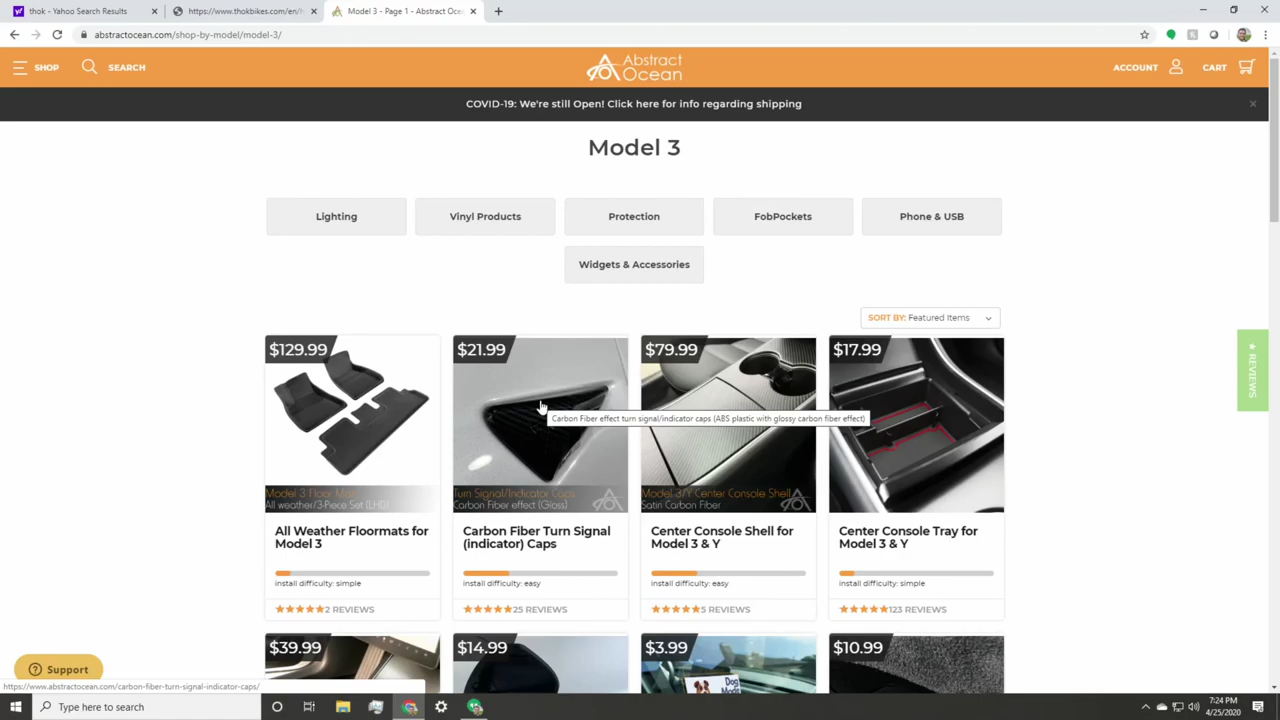 thok - Yahoo Search Results
https://www.thokbikes.com/en/h
Model 3 - Page 1 - Abstract Oce
abstractocean.com/shop-by-model/model-3/
SHOP
SEARCH
Abstract
Ocean
ACCOUNT
CART
COVID-19: We're still Open! Click here for info regarding shipping
Model 3
Lighting
Vinyl Products
Protection
FobPockets
Phone & USB
Widgets & Accessories
SORT BY: Featured Items
★ REVIEWS
$129.99
$21.99
$79.99
$17.99
Carbon Fiber effect turn signal/indicator caps (ABS plastic with glossy carbon fiber effect)
Model 3 Floor
All weather/3-Piece Set (LHD)
Turn Signal/Indicator Caps
Carbon Fiber effect (Gloss)
Model 3/Y Center Console Shell
Satin Carbon Fiber
All Weather Floormats for
Model 3
Carbon Fiber Turn Signal
(indicator) Caps
Center Console Shell for
Model 3 & Y
Center Console Tray for
Model 3 & Y
install difficulty: simple
install difficulty: easy
install difficulty: easy
install difficulty: simple
★★★★★2 REVIEWS
★★★★★25 REVIEWS
★★★★★5 REVIEWS
★★★★★123 REVIEWS
$39.99
$14.99
$3.99
$10.99
Dog
Support
https://www.abstractocean.com/carbon-fiber-turn-signal-indicator-caps/
Type here to search
7:24 PM
4/25/2020